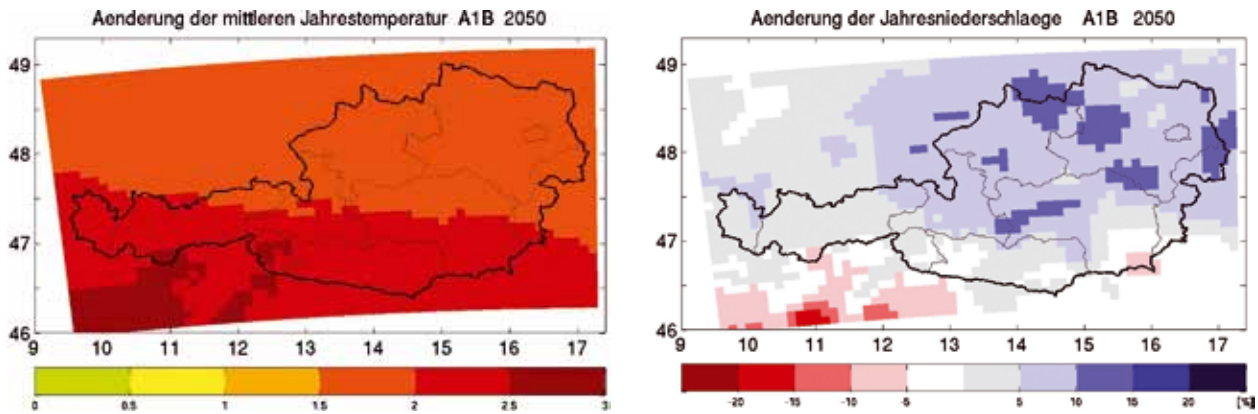 Aenderung der mittleren Jahrestemperatur A1B 2050
49
48
47
46
9 10 11 12 13 14 15 16 17
0 0.5 1 1.5 2 2.5 3
Aenderung der Jahresniederschlaege A1B 2050
49
48
47
46
9 10 11 12 13 14 15 16 17
-20 -15 -10 -5 5 10 15 20 [%]